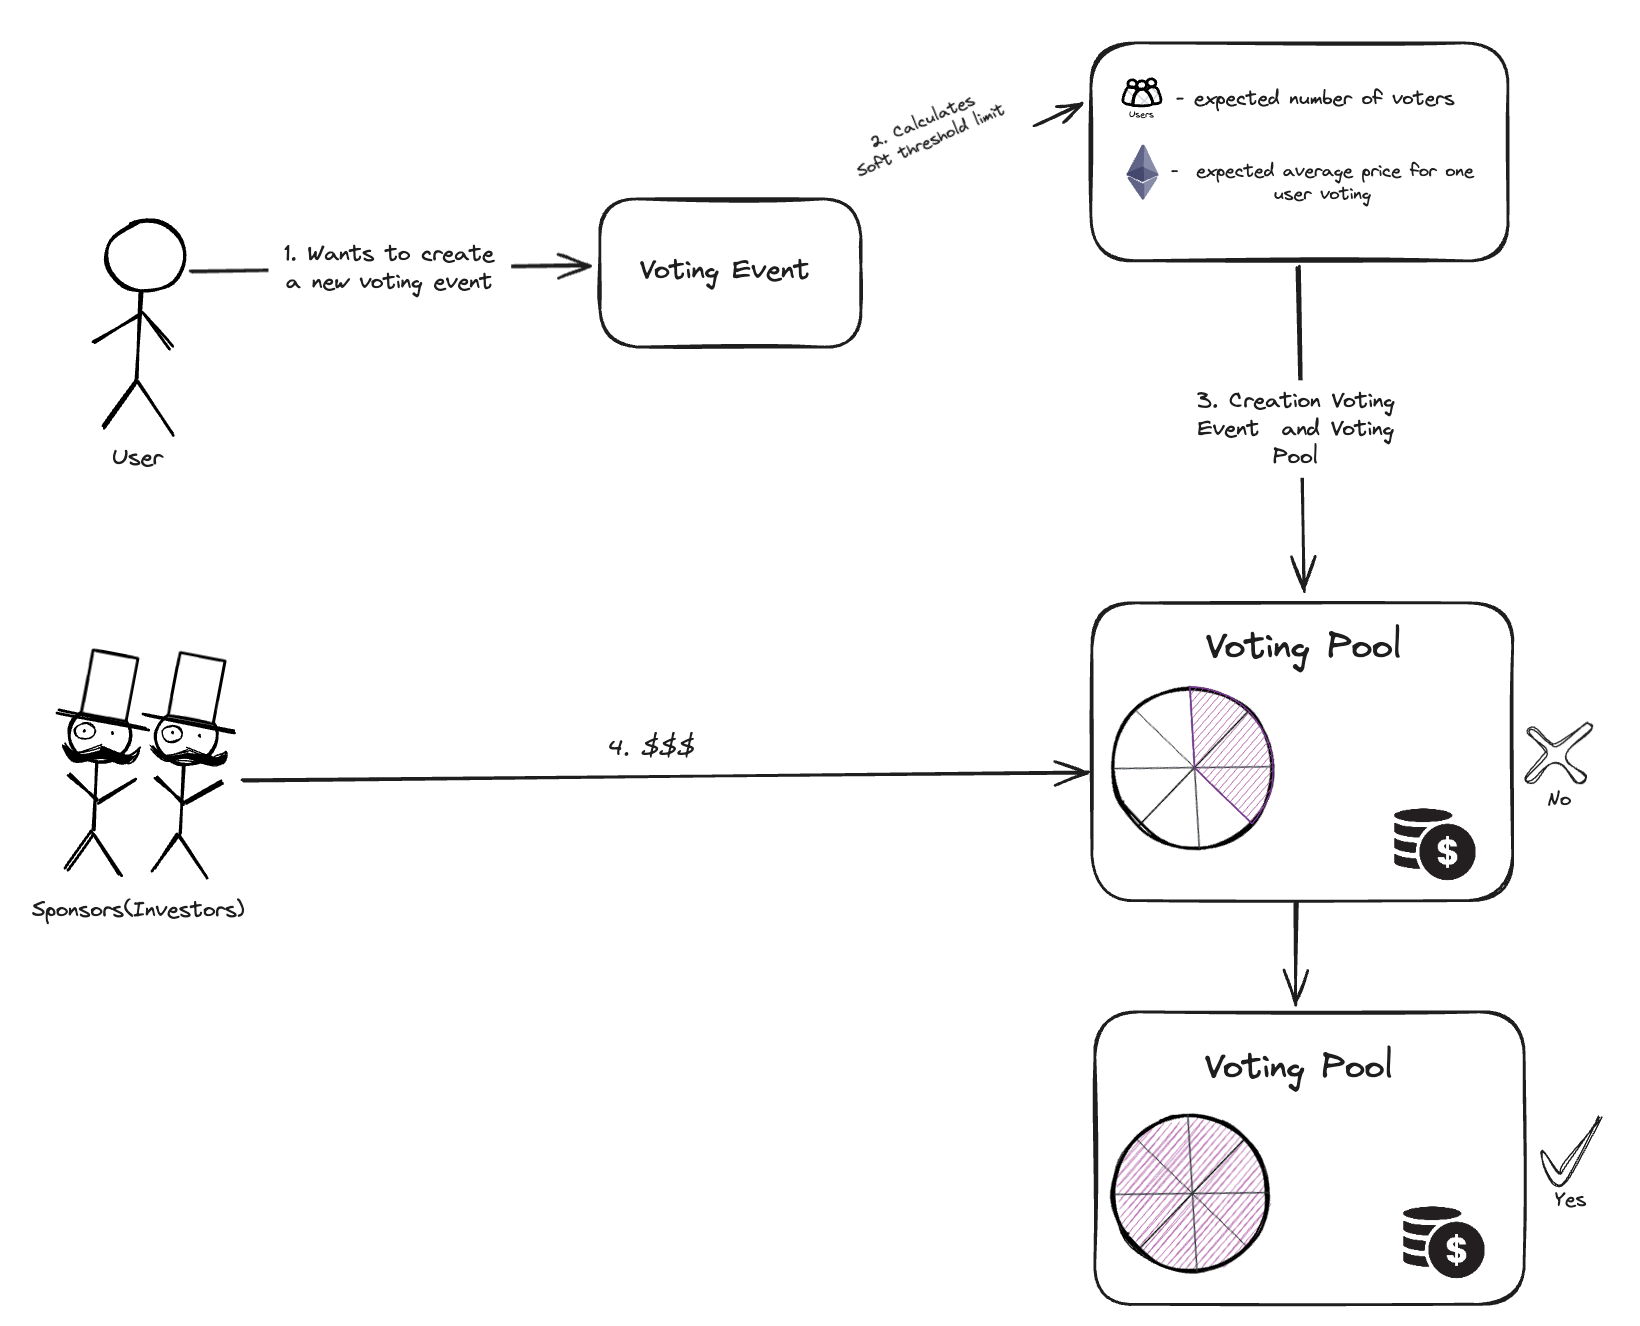 - expected number of voters
Users
2. Calculates
Soft threshold limit
- expected average price for one
user voting
1. Wants to create
a new voting event
Voting Event
User
3. Creation Voting
Event and Voting
Pool
Voting Pool
4. $$$
No
$
Sponsors(Investors)
Voting Pool
Yes
$